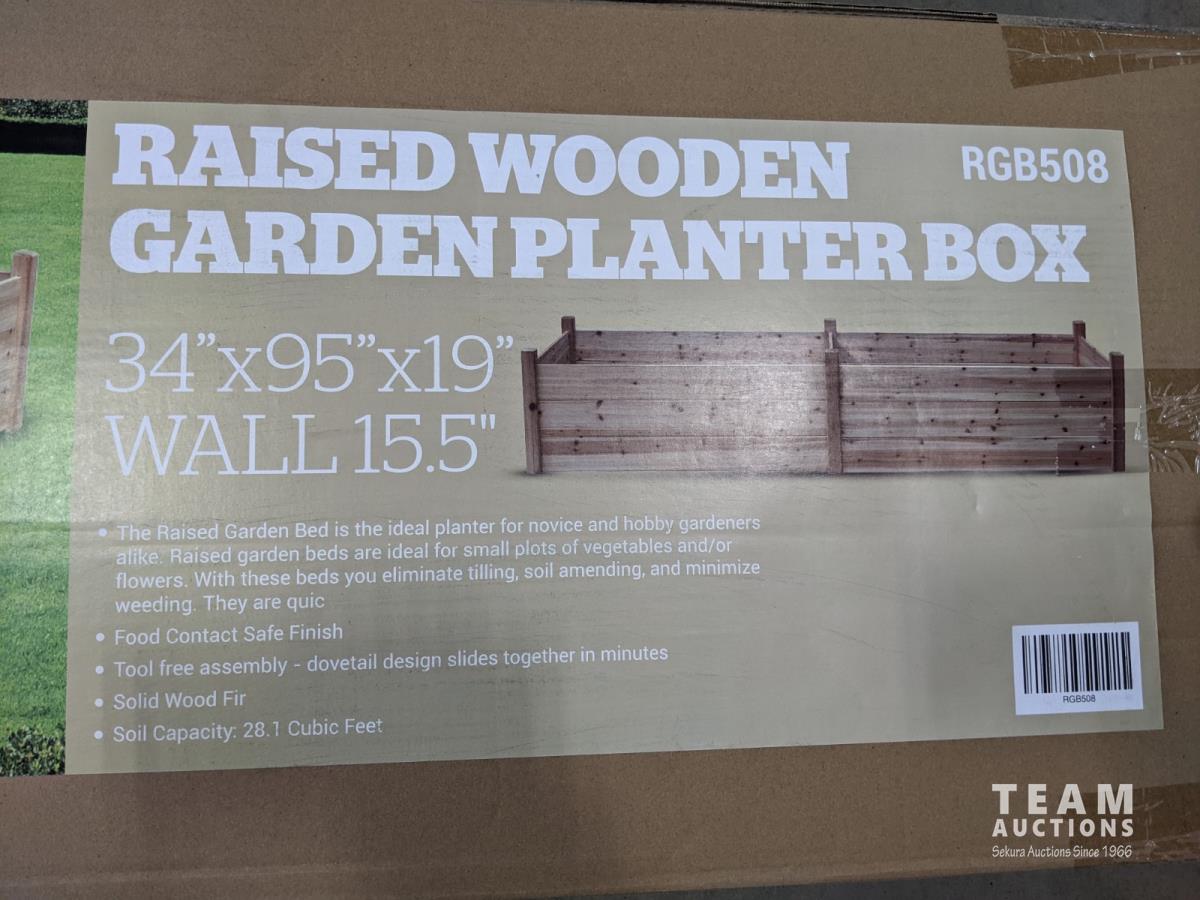 RAISED WOODEN
RGB508
GARDEN PLANTER BOX
34"x95"x19"
WALL 15.5"
• The Raised Garden Bed is the ideal planter for novice and hobby gardeners
alike. Raised garden beds are ideal for small plots of vegetables and/or
flowers. With these beds you eliminate tilling, soil amending, and minimize
weeding. They are quic
• Food Contact Safe Finish
• Tool free assembly - dovetail design slides together in minutes
• Solid Wood Fir
• Soil Capacity: 28.1 Cubic Feet
RGB508
TEAM
AUCTIONS
Sekura Auctions Since 1966